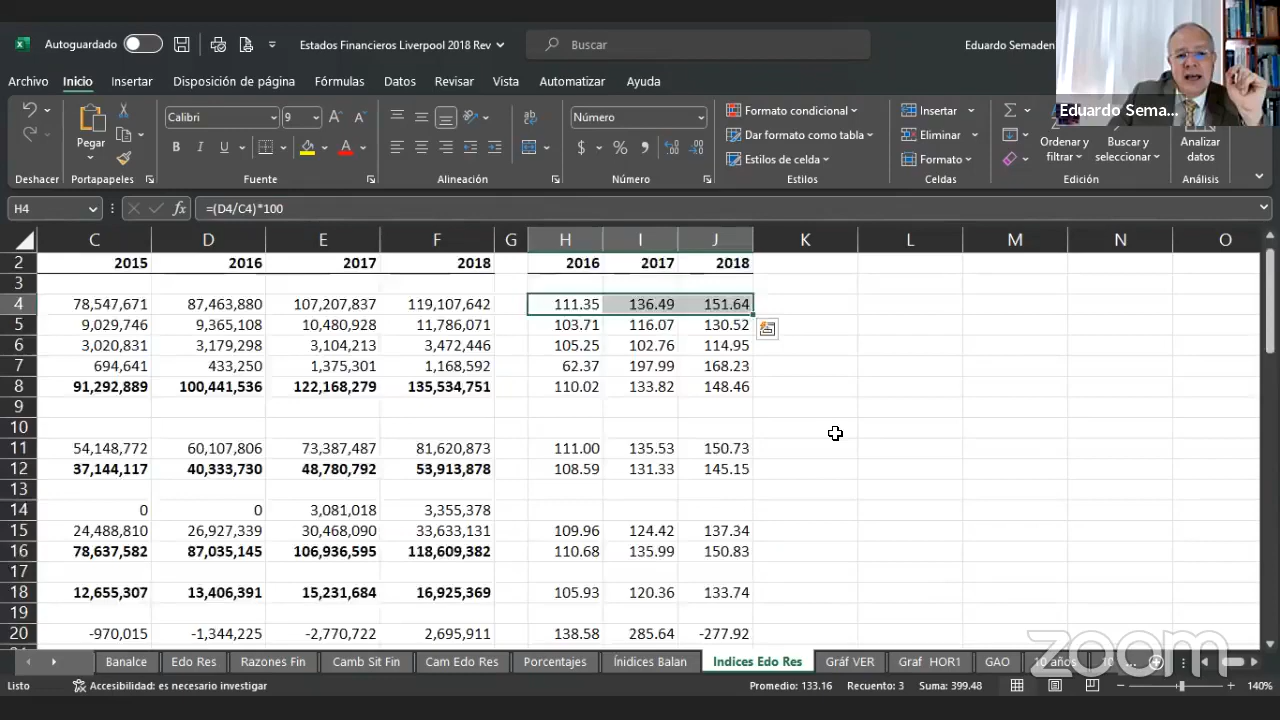 Autoguardado Estados Financieros Liverpool 2018 Rev Buscar Eduardo Semaden
Eduardo Sema...
Archivo Inicio Insertar Disposición de página Fórmulas Datos Revisar Vista Automatizar Ayuda
Pegar
Calibri 9
N K S
Número
$ %
Formato condicional
Dar formato como tabla
Estilos de celda
Insertar
Eliminar
Formato
Ordenar y filtrar
Buscar y seleccionar
Analizar datos
Deshacer Portapapeles Fuente Alineación Número Estilos Celdas Edición Análisis
H4 fx =(D4/C4)*100
C D E F G H I J K L M N O
2 2015 2016 2017 2018 2016 2017 2018
3
4 78,547,671 87,463,880 107,207,837 119,107,642 111.35 136.49 151.64
5 9,029,746 9,365,108 10,480,928 11,786,071 103.71 116.07 130.52
6 3,020,831 3,179,298 3,104,213 3,472,446 105.25 102.76 114.95
7 694,641 433,250 1,375,301 1,168,592 62.37 197.99 168.23
8 91,292,889 100,441,536 122,168,279 135,534,751 110.02 133.82 148.46
9
10
11 54,148,772 60,107,806 73,387,487 81,620,873 111.00 135.53 150.73
12 37,144,117 40,333,730 48,780,792 53,913,878 108.59 131.33 145.15
13
14 0 0 3,081,018 3,355,378
15 24,488,810 26,927,339 30,468,090 33,633,131 109.96 124.42 137.34
16 78,637,582 87,035,145 106,936,595 118,609,382 110.68 135.99 150.83
17
18 12,655,307 13,406,391 15,231,684 16,925,369 105.93 120.36 133.74
19
20 -970,015 -1,344,225 -2,770,722 2,695,911 138.58 285.64 -277.92
zoom
Banalce Edo Res Razones Fin Camb Sit Fin Cam Edo Res Porcentajes Ínidices Balan Indices Edo Res Gráf VER Graf HOR1 GAO 10 años 10 ...
Listo Accesibilidad: es necesario investigar Promedio: 133.16 Recuento: 3 Suma: 399.48 140%